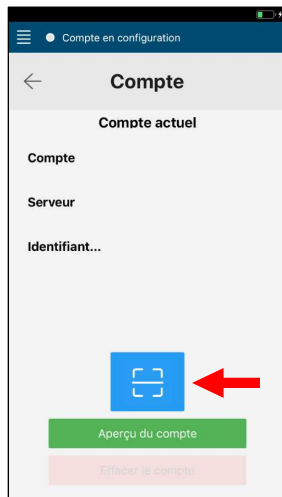 Compte en configuration
Compte
Compte actuel
Compte
Serveur
Identifiant...
Aperçu du compte
Effacer le compte